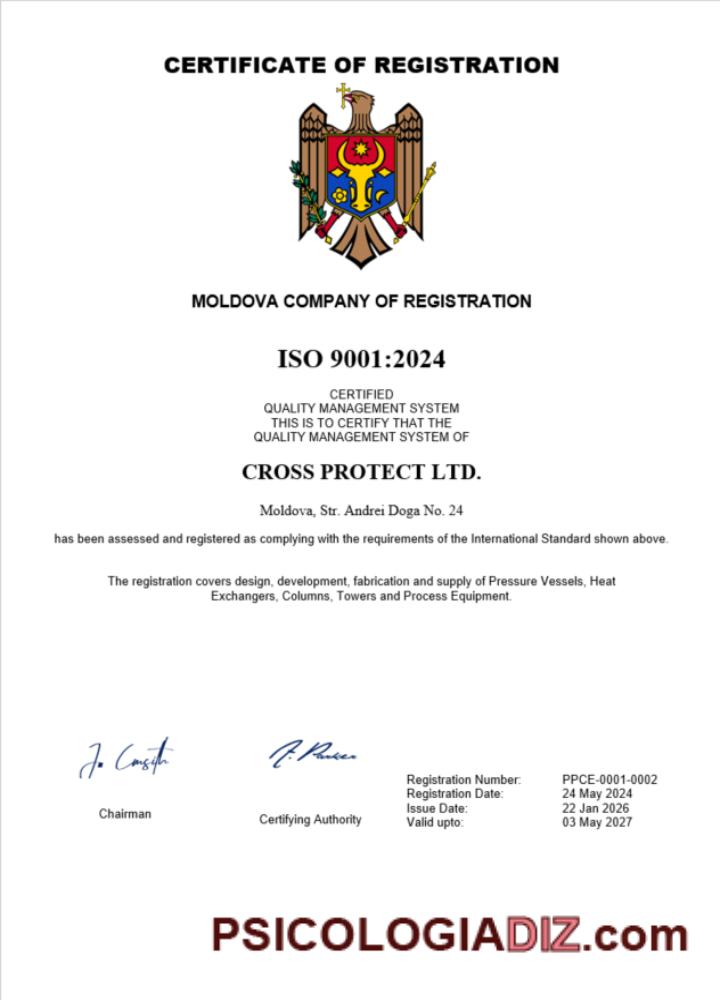 CERTIFICATE OF REGISTRATION
MOLDOVA COMPANY OF REGISTRATION
ISO 9001:2024
CERTIFIED
QUALITY MANAGEMENT SYSTEM
THIS IS TO CERTIFY THAT THE
QUALITY MANAGEMENT SYSTEM OF
CROSS PROTECT LTD.
Moldova, Str. Andrei Doga No. 24
has been assessed and registered as complying with the requirements of the International Standard shown above.
The registration covers design, development, fabrication and supply of Pressure Vessels, Heat
Exchangers, Columns, Towers and Process Equipment.
Chairman
Certifying Authority
Registration Number: PPCE-0001-0002
Registration Date: 24 May 2024
Issue Date: 22 Jan 2026
Valid upto: 03 May 2027
PSICOLOGIADIZ.com